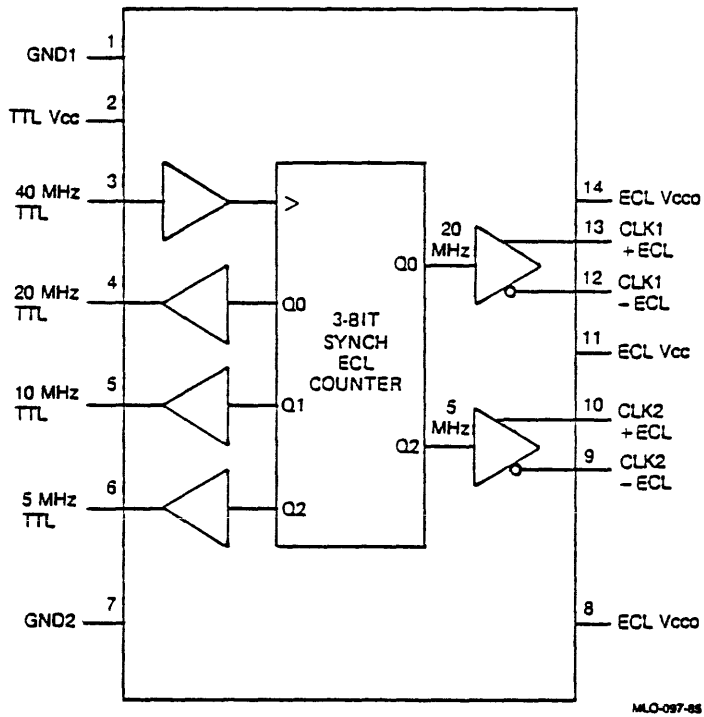 1
GND1
2
TTL Vcc
3
40 MHz
TTL
>
4
20 MHz
TTL
Q0
5
10 MHz
TTL
Q1
6
5 MHz
TTL
Q2
7
GND2
3-BIT
SYNCH
ECL
COUNTER
Q0
20
MHz
Q2
5
MHz
14
ECL Vcco
13
CLK1
+ECL
12
CLK1
-ECL
11
ECL Vcc
10
CLK2
+ECL
9
CLK2
-ECL
8
ECL Vcco
MLO-097-85